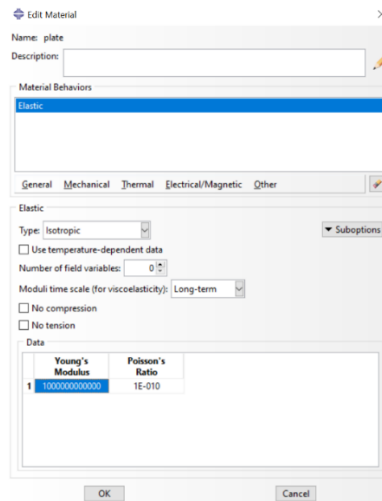 Edit Material
Name: plate
Description:
Material Behaviors
Elastic
General Mechanical Thermal Electrical/Magnetic Other
Elastic
Type: Isotropic
Suboptions
Use temperature-dependent data
Number of field variables: 0
Moduli time scale (for viscoelasticity): Long-term
No compression
No tension
Data
Young's Poisson's
Modulus Ratio
1 1000000000000 1E-010
OK Cancel